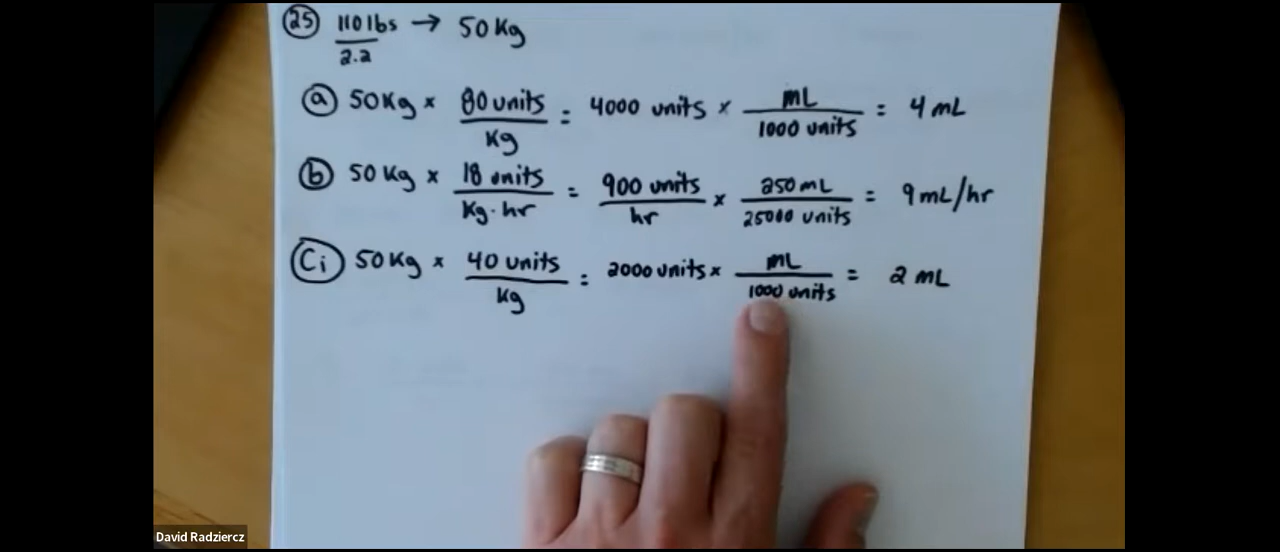 25 110 lbs → 50 Kg
2.2
a 50 Kg × 80 units = 4000 units × mL = 4 mL
Kg 1000 units
b 50 Kg × 18 units = 900 units × 250 mL = 9 mL/hr
Kg · hr hr 25000 units
Ci 50 Kg × 40 units = 2000 units × mL = 2 mL
Kg 1000 units
David Radziercz